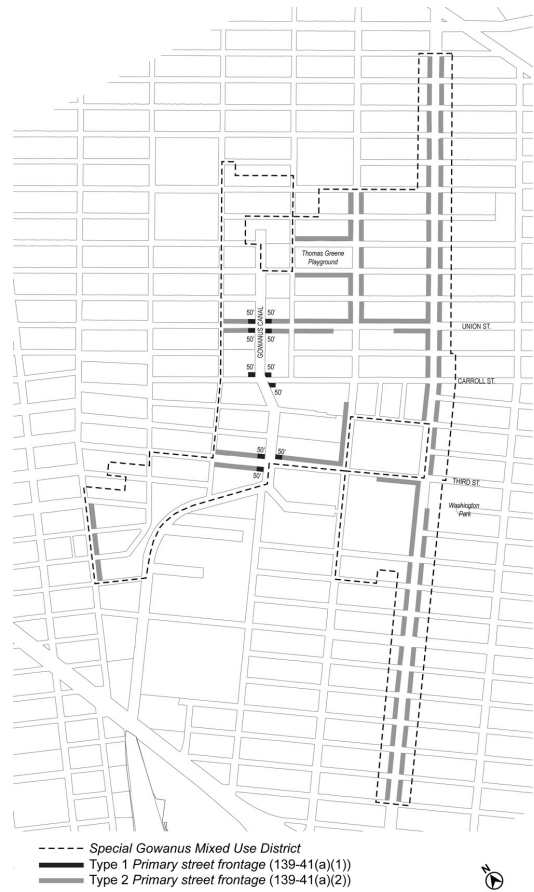 Thomas Greene
Playground
50' 50'
UNION ST.
50' 50'
GOWANUS CANAL
50' 50'
CARROLL ST.
50'
50' 50'
50'
THIRD ST.
Washington
Park
Special Gowanus Mixed Use District
Type 1 Primary street frontage (139-41(a)(1))
Type 2 Primary street frontage (139-41(a)(2))
N